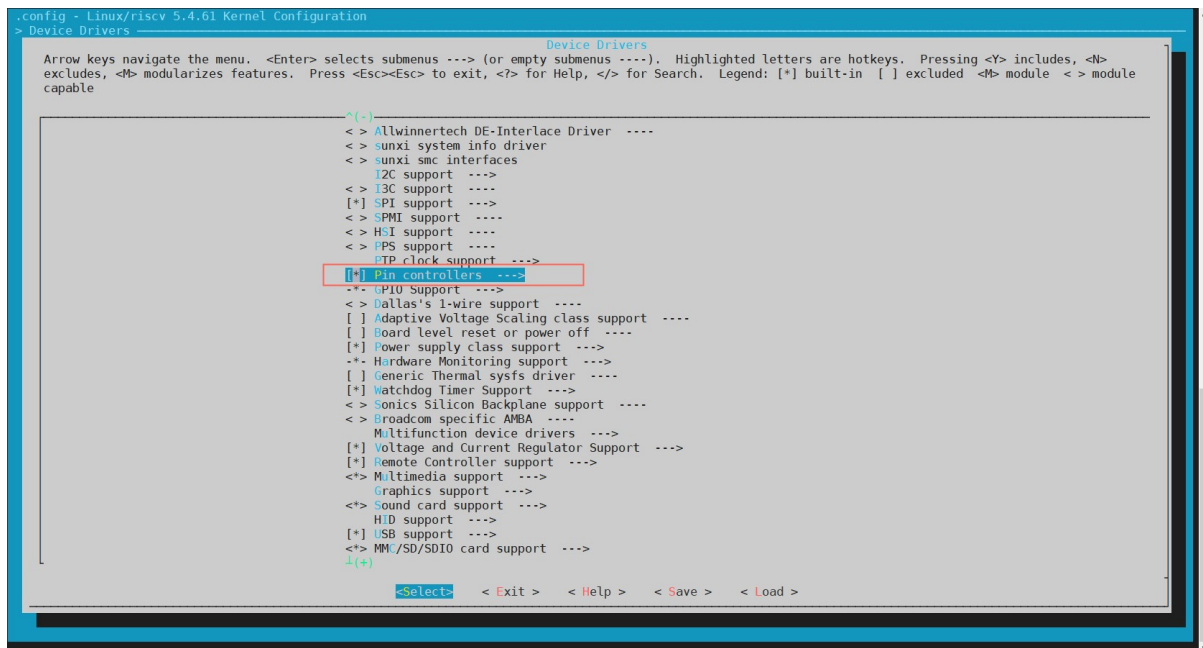 .config - Linux/riscv 5.4.61 Kernel Configuration
> Device Drivers
Device Drivers
Arrow keys navigate the menu. <Enter> selects submenus ---> (or empty submenus ----). Highlighted letters are hotkeys. Pressing <Y> includes, <N>
excludes, <M> modularizes features. Press <Esc><Esc> to exit, <?> for Help, </> for Search. Legend: [*] built-in [ ] excluded <M> module < > module
capable
^(-)
< > Allwinnertech DE-Interlace Driver ----
< > sunxi system info driver
< > sunxi smc interfaces
I2C support --->
< > I3C support ----
[*] SPI support --->
< > SPMI support ----
< > HSI support ----
< > PPS support ----
PTP clock support --->
[*] Pin controllers --->
-*- GPIO Support --->
< > Dallas's 1-wire support ----
[ ] Adaptive Voltage Scaling class support ----
[ ] Board level reset or power off ----
[*] Power supply class support --->
-*- Hardware Monitoring support --->
[ ] Generic Thermal sysfs driver ----
[*] Watchdog Timer Support --->
< > Sonics Silicon Backplane support ----
< > Broadcom specific AMBA ----
Multifunction device drivers --->
[*] Voltage and Current Regulator Support --->
[*] Remote Controller support --->
<*> Multimedia support --->
Graphics support --->
<*> Sound card support --->
HID support --->
[*] USB support --->
<*> MMC/SD/SDIO card support --->
┴(+)
<Select> < Exit > < Help > < Save > < Load >